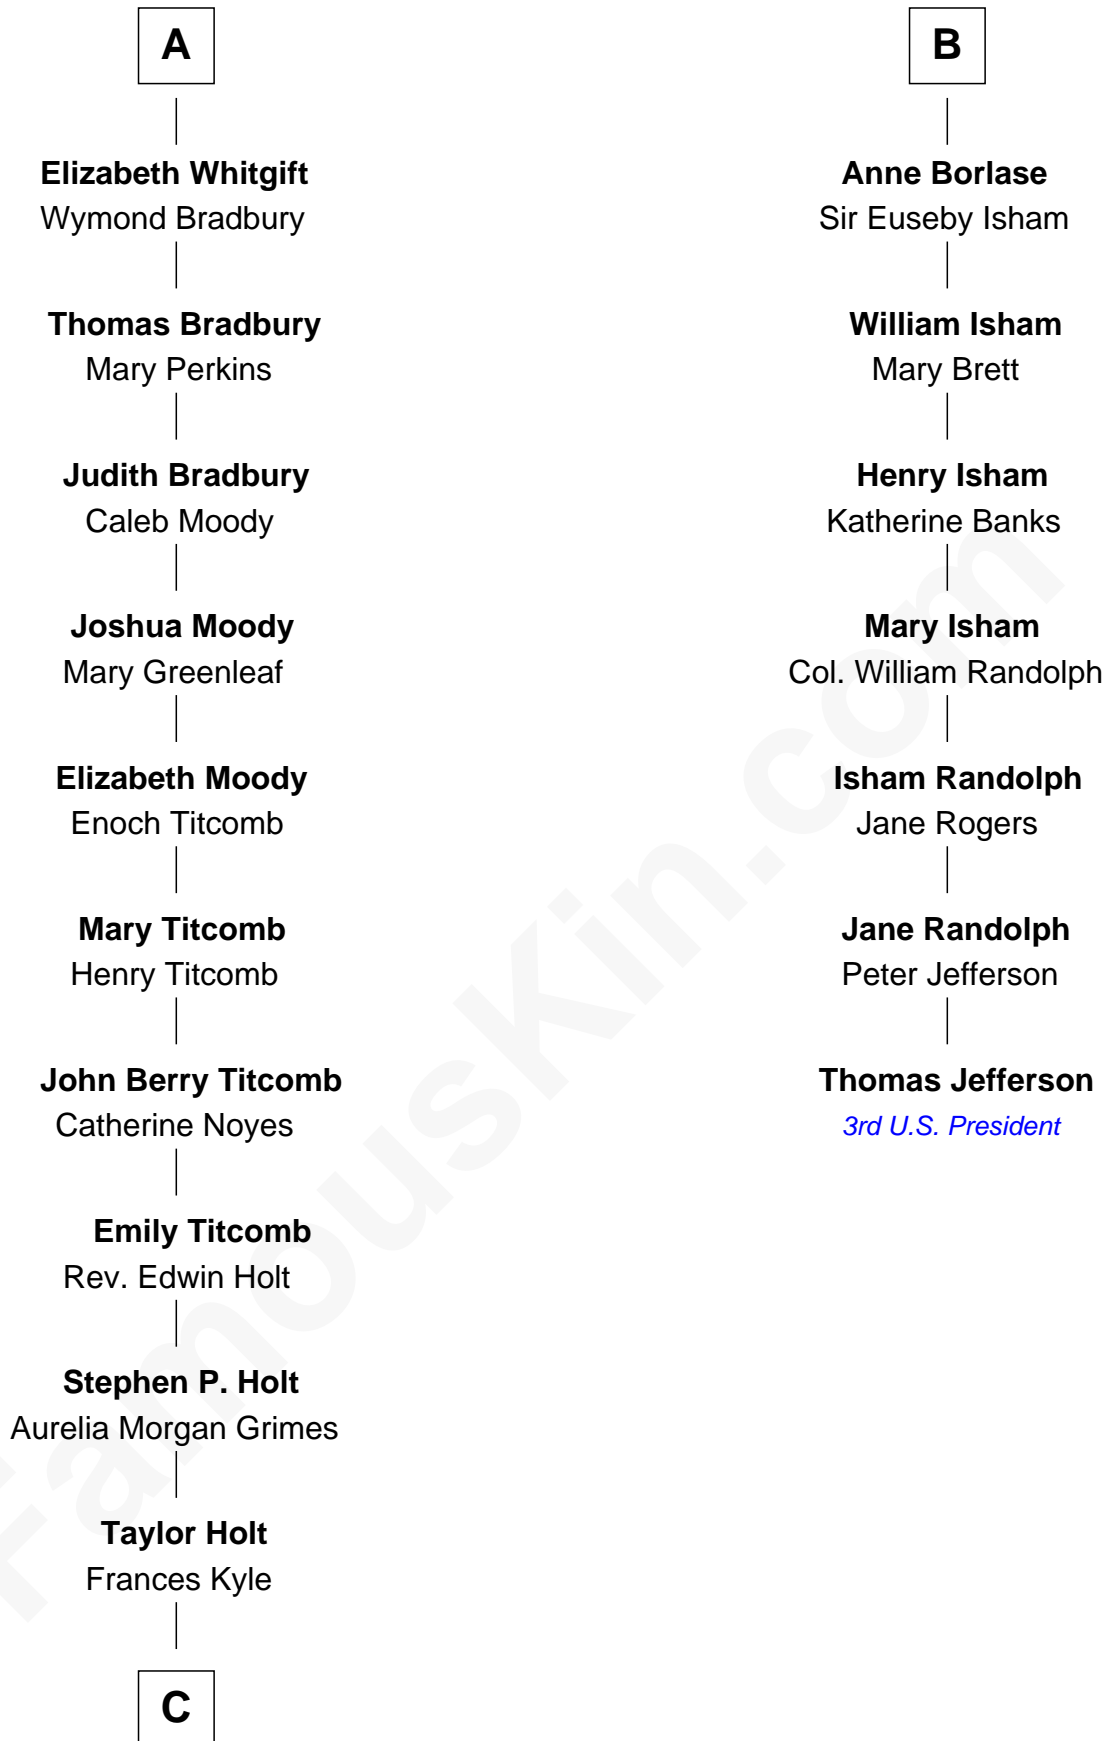 A
Elizabeth Whitgift
Wymond Bradbury
Thomas Bradbury
Mary Perkins
Judith Bradbury
Caleb Moody
Joshua Moody
Mary Greenleaf
Elizabeth Moody
Enoch Titcomb
Mary Titcomb
Henry Titcomb
John Berry Titcomb
Catherine Noyes
Emily Titcomb
Rev. Edwin Holt
Stephen P. Holt
Aurelia Morgan Grimes
Taylor Holt
Frances Kyle
C
B
Anne Borlase
Sir Euseby Isham
William Isham
Mary Brett
Henry Isham
Katherine Banks
Mary Isham
Col. William Randolph
Isham Randolph
Jane Rogers
Jane Randolph
Peter Jefferson
Thomas Jefferson
3rd U.S. President
FamousKin.com